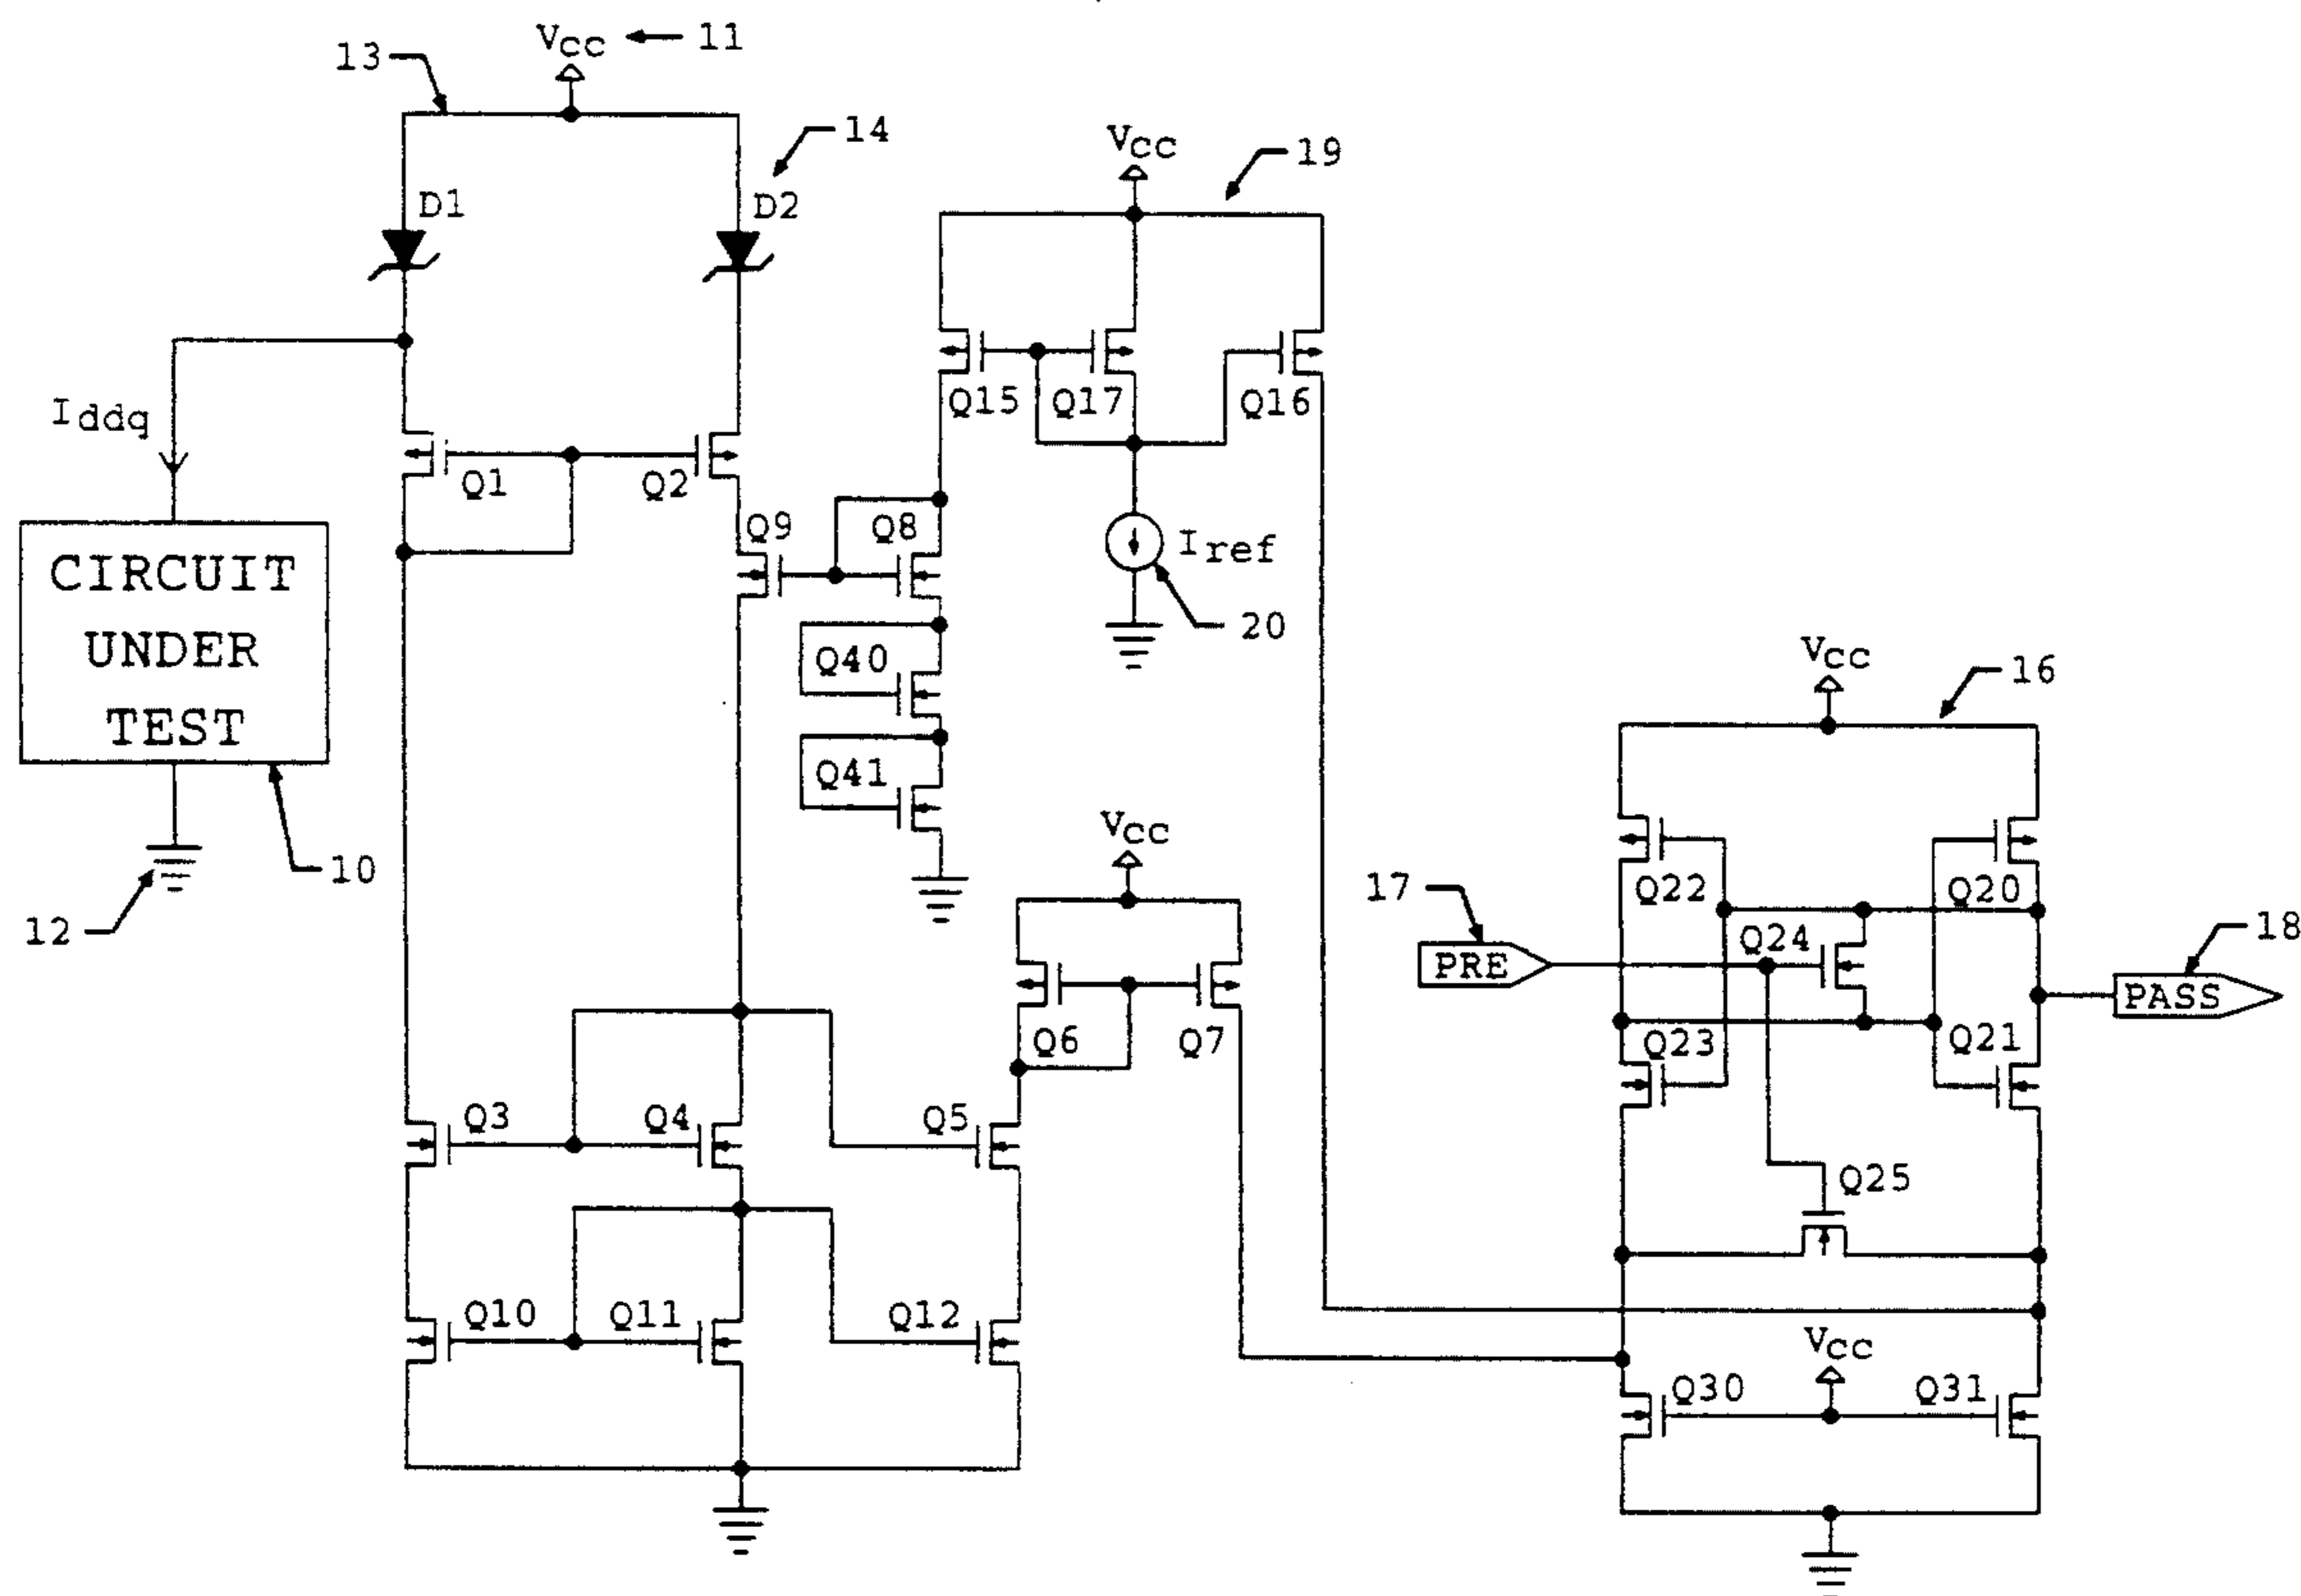 VCC 11
13
14
D1
D2
VCC
19
Iddq
Q1
Q2
Q15
Q17
Q16
Q9
Q8
Iref
20
CIRCUIT
UNDER
TEST
Q40
Q41
10
12
VCC
16
VCC
17
PRE
Q22
Q20
Q24
18
PASS
Q6
Q7
Q23
Q21
Q3
Q4
Q5
Q25
Q10
Q11
Q12
VCC
Q30
Q31